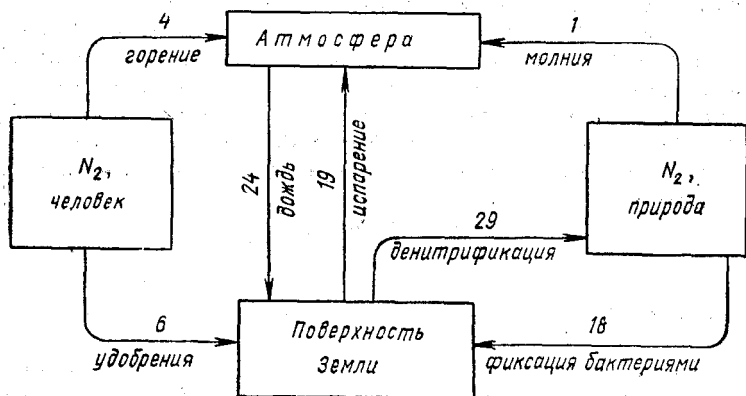 4
горение
Атмосфера
1
молния
N2,
человек
24
дождь
19
испарение
N2,
природа
29
денитрификация
6
удобрения
Поверхность
Земли
18
фиксация бактериями